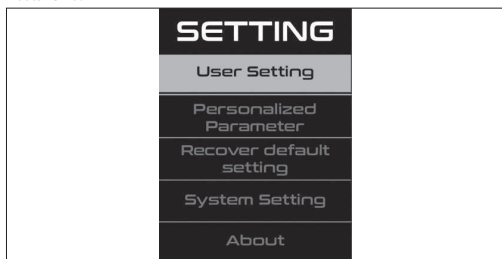 SETTING
User Setting
Personalized
Parameter
Recover default
setting
System Setting
About